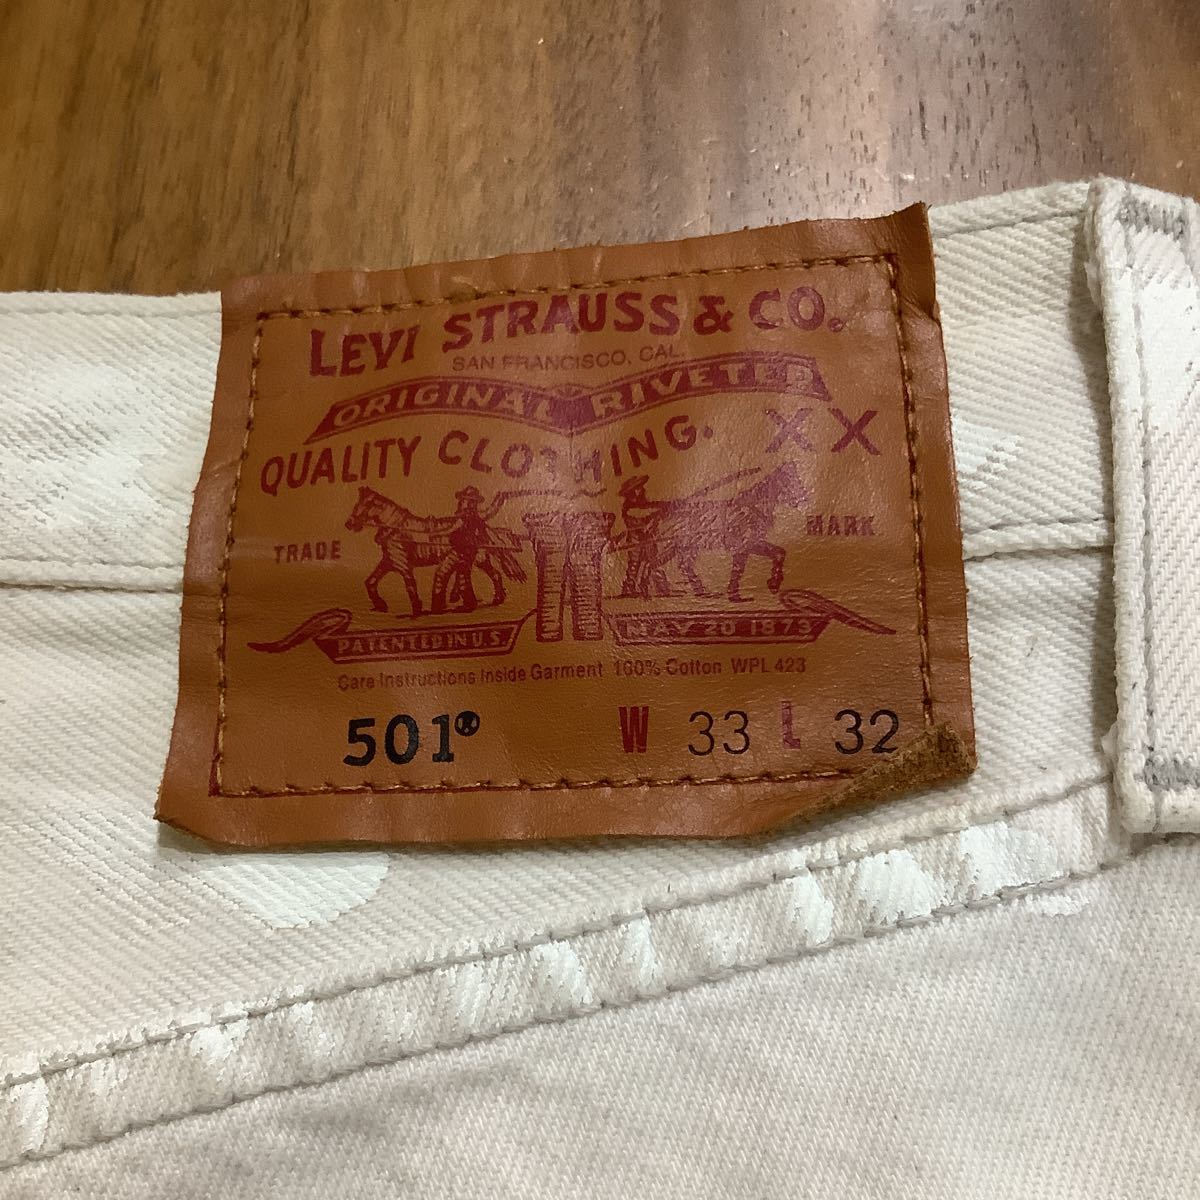 LEVI STRAUSS & CO.
SAN FRANCISCO, CAL.
ORIGINAL RIVETED
QUALITY CLOTHING. XX
TRADE MARK
PATENTED IN U.S. MAY 20 1873
Care Instructions Inside Garment 100% Cotton WPL 423
501® W 33 L 32